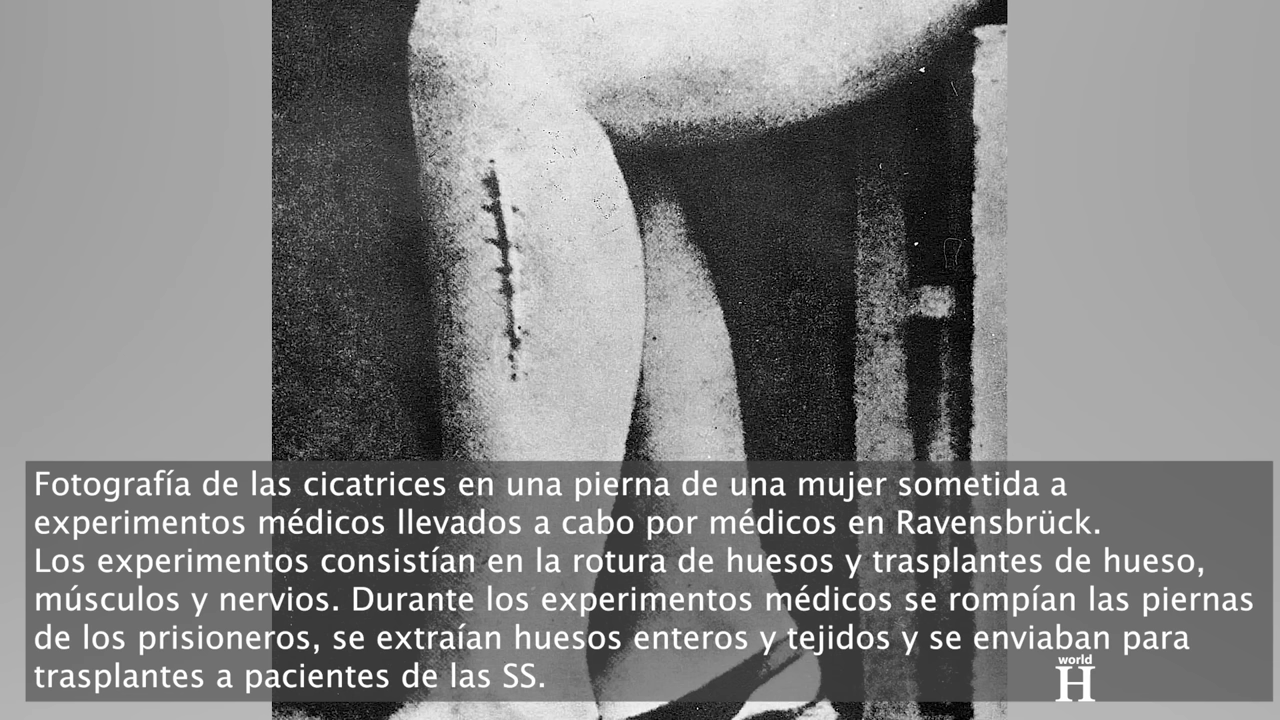 Fotografía de las cicatrices en una pierna de una mujer sometida a
experimentos médicos llevados a cabo por médicos en Ravensbrück.
Los experimentos consistían en la rotura de huesos y trasplantes de hueso,
músculos y nervios. Durante los experimentos médicos se rompían las piernas
de los prisioneros, se extraían huesos enteros y tejidos y se enviaban para
trasplantes a pacientes de las SS.
world
H